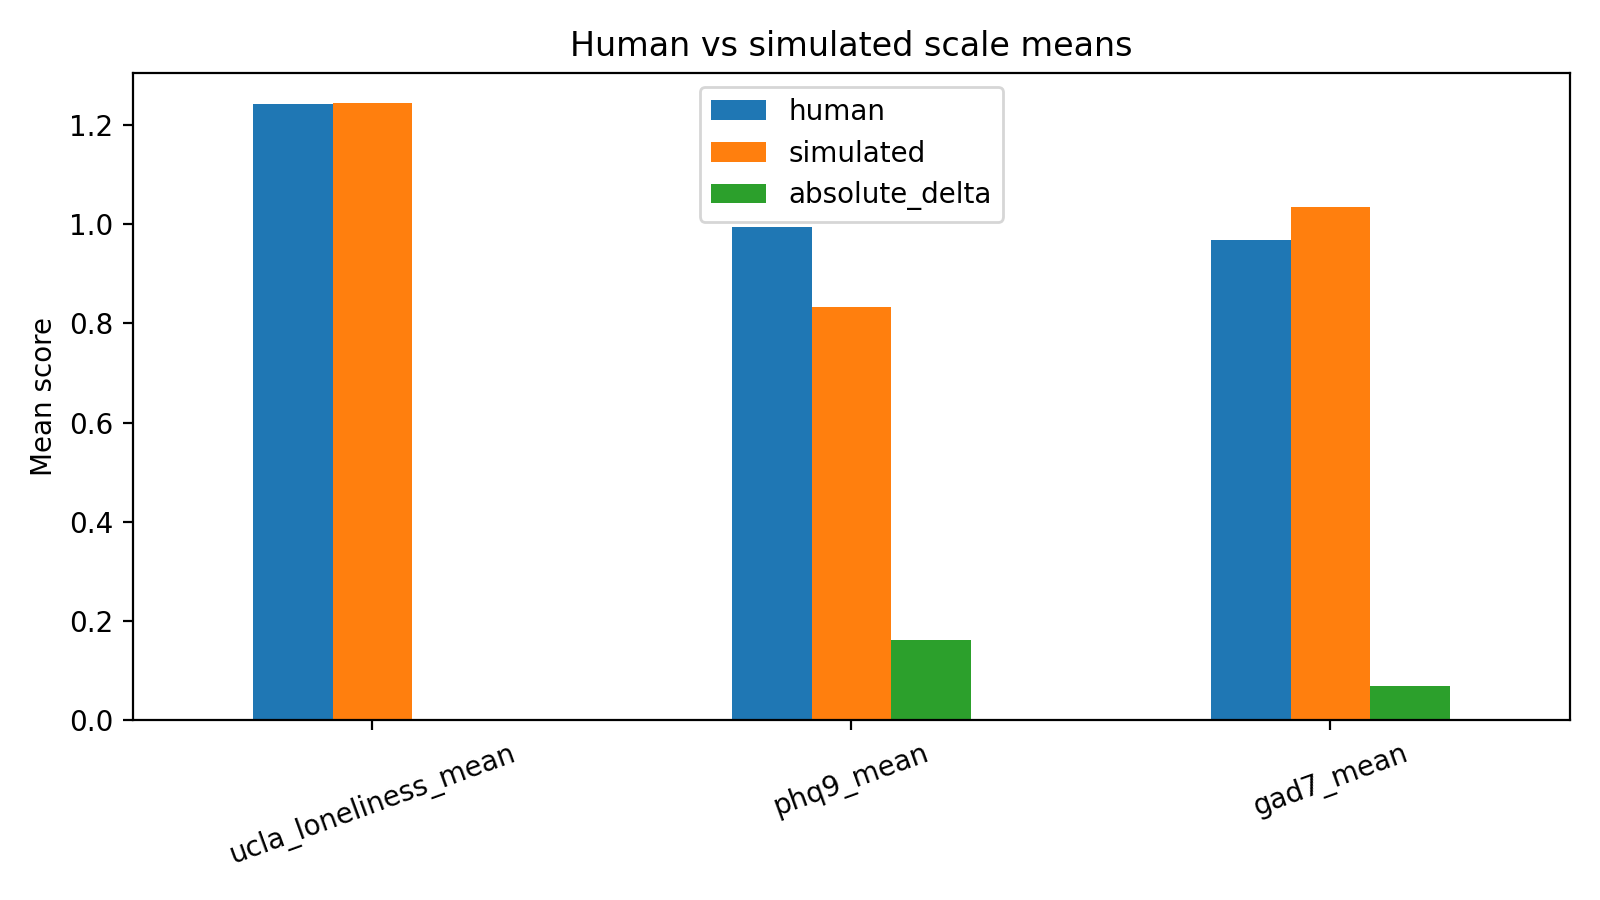 Human vs simulated scale means
human
simulated
absolute_delta
Mean score
1.2
1.0
0.8
0.6
0.4
0.2
0.0
ucla_loneliness_mean
phq9_mean
gad7_mean